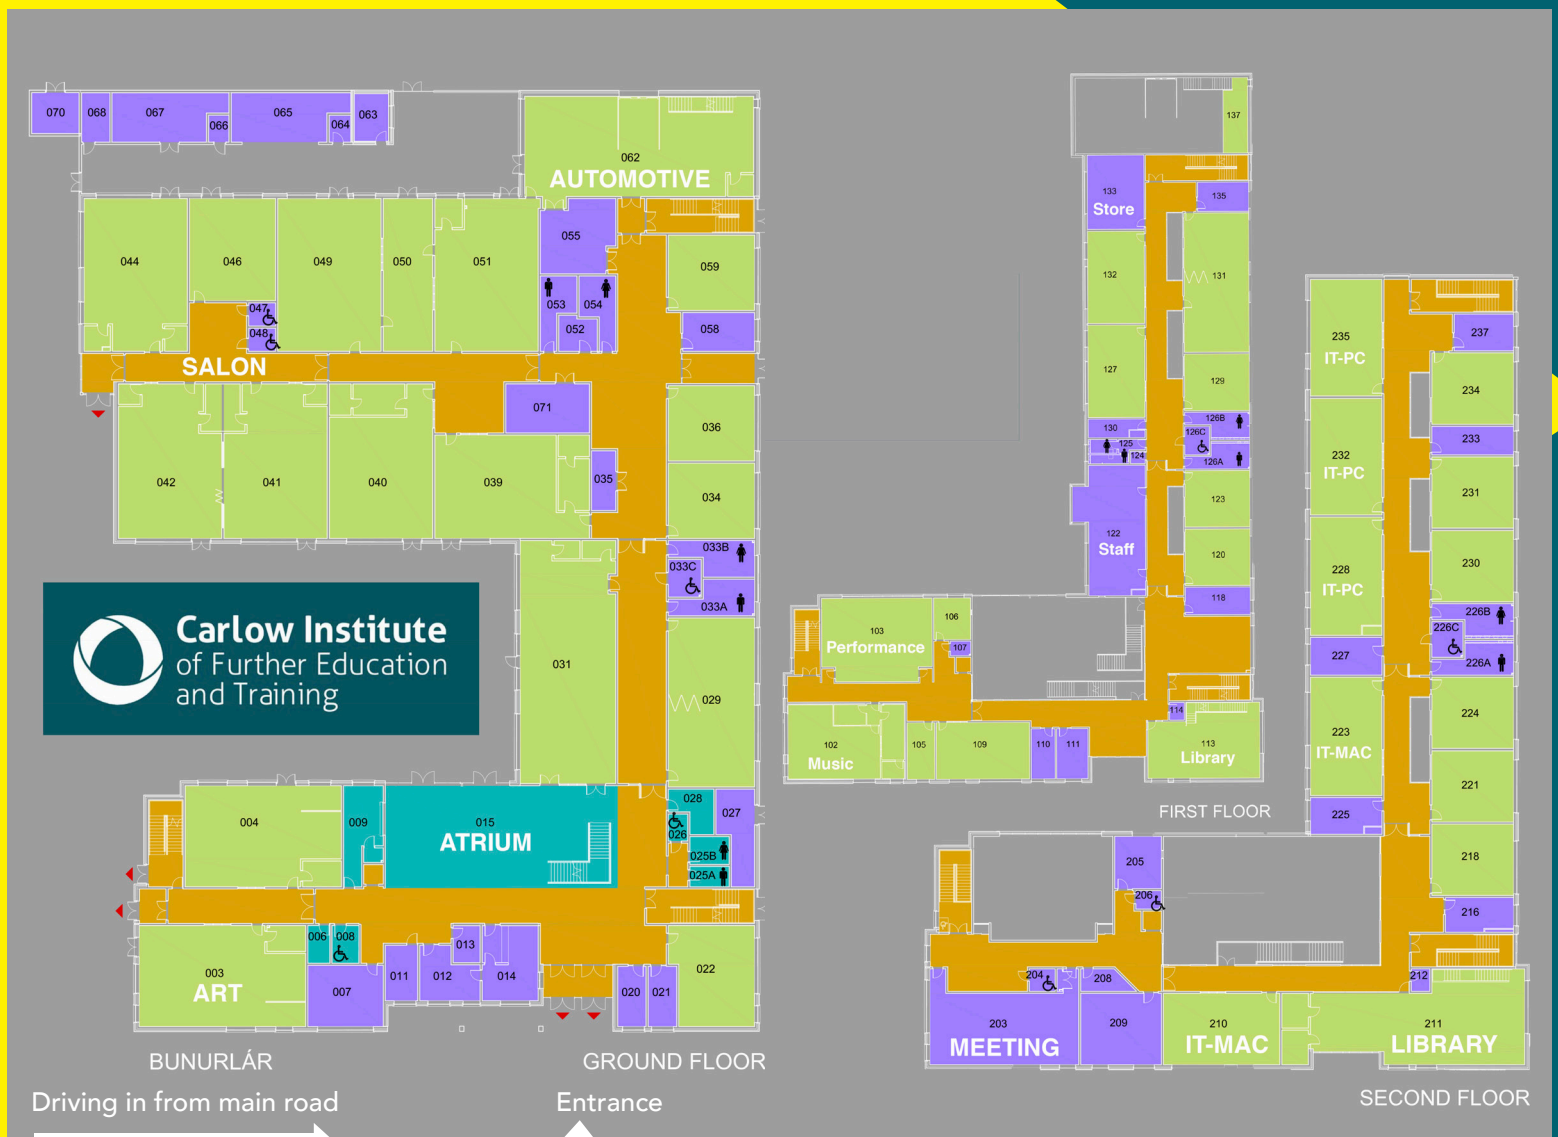 070
068
067
066
065
064
063
062
AUTOMOTIVE
044
046
049
050
051
055
059
047
048
053
054
052
058
SALON
071
036
042
041
040
039
035
034
033B
033C
033A
031
029
Carlow Institute
of Further Education
and Training
004
009
015
ATRIUM
028
027
026
025B
025A
003
ART
006
008
007
011
012
013
014
020
021
022
BUNURLÁR
GROUND FLOOR
Driving in from main road
Entrance
137
133
Store
135
132
131
127
129
130
126B
126C
125
124
126A
123
122
Staff
120
118
103
Performance
106
107
102
Music
105
109
110
111
114
113
Library
FIRST FLOOR
235
IT-PC
237
234
232
IT-PC
233
231
228
IT-PC
230
226B
226C
226A
227
224
223
IT-MAC
221
225
218
216
205
206
204
208
212
203
MEETING
209
210
IT-MAC
211
LIBRARY
SECOND FLOOR